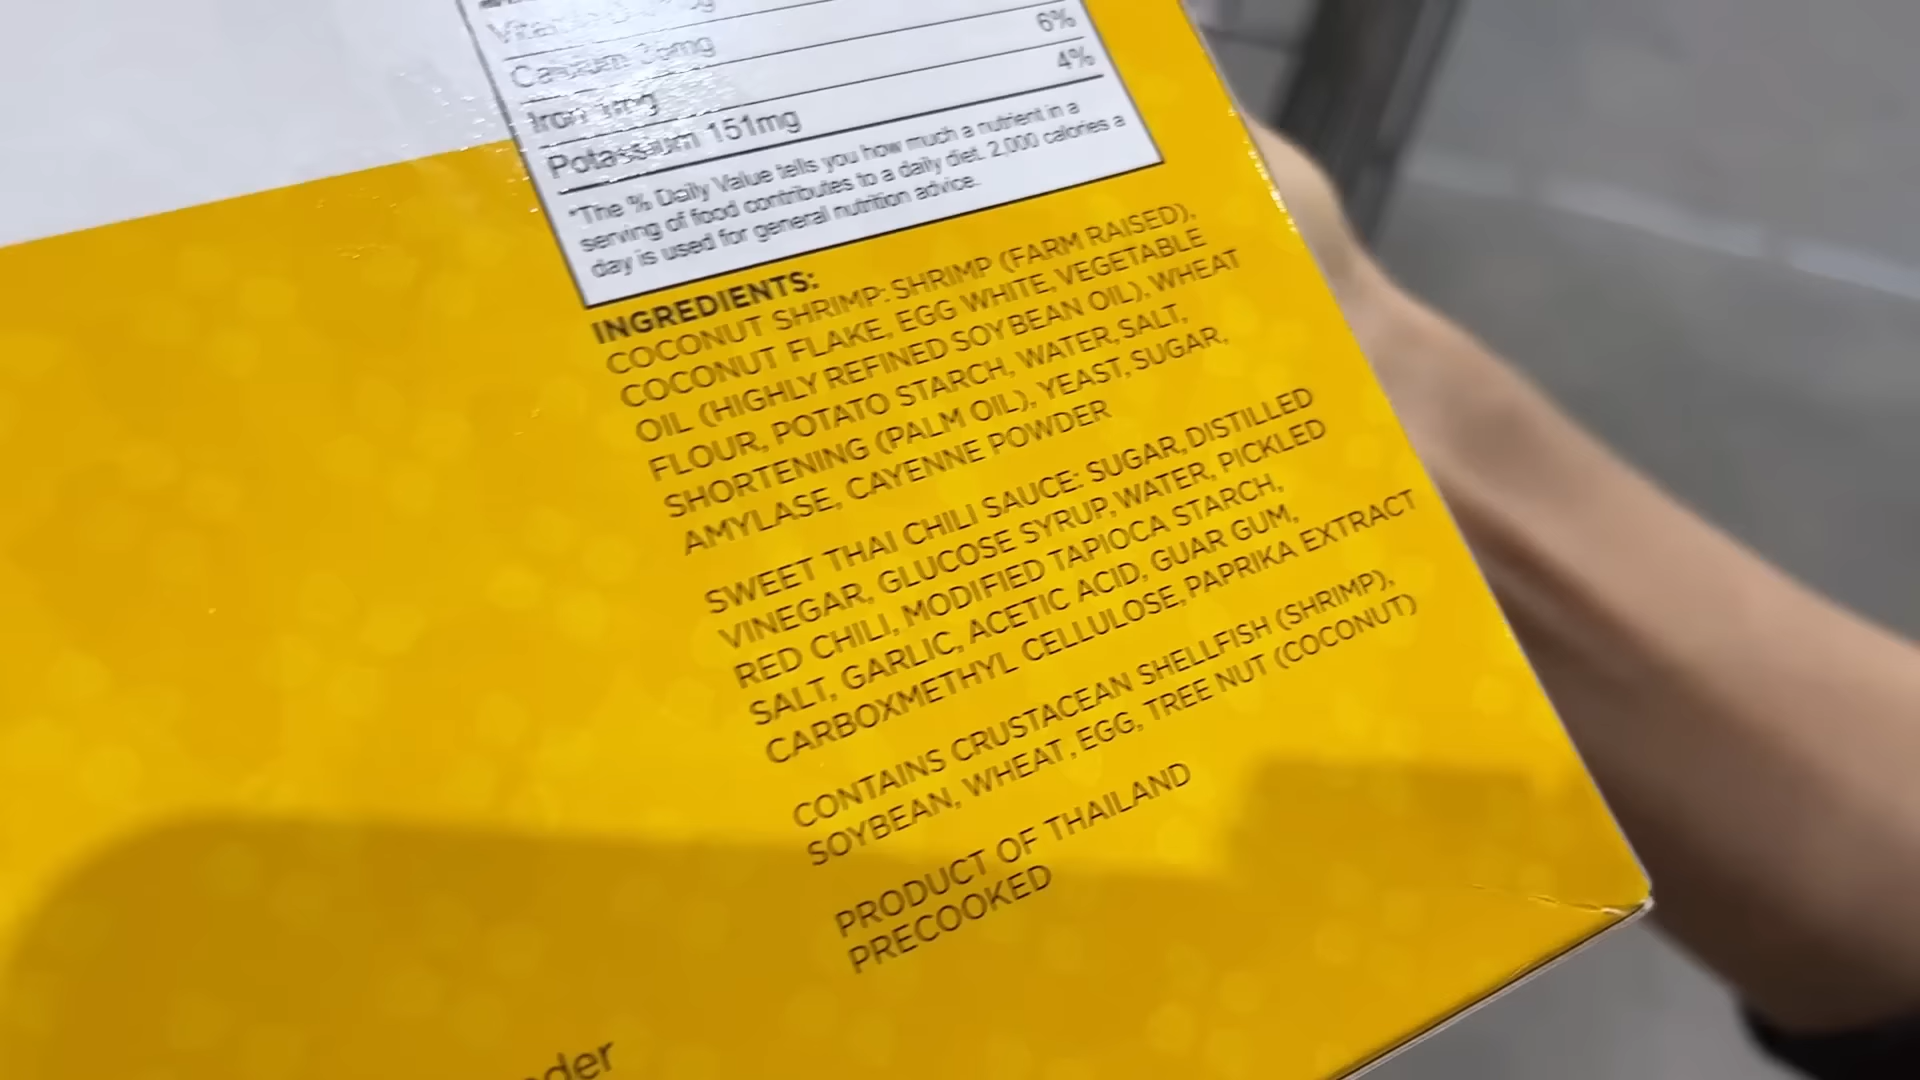 Calcium 36mg 6%
Iron 1mg 4%
Potassium 151mg
*The % Daily Value tells you how much a nutrient in a
serving of food contributes to a daily diet. 2,000 calories a
day is used for general nutrition advice.
INGREDIENTS:
COCONUT SHRIMP: SHRIMP (FARM RAISED),
COCONUT FLAKE, EGG WHITE, VEGETABLE
OIL (HIGHLY REFINED SOYBEAN OIL), WHEAT
FLOUR, POTATO STARCH, WATER, SALT,
SHORTENING (PALM OIL), YEAST, SUGAR,
AMYLASE, CAYENNE POWDER
SWEET THAI CHILI SAUCE: SUGAR, DISTILLED
VINEGAR, GLUCOSE SYRUP, WATER, PICKLED
RED CHILI, MODIFIED TAPIOCA STARCH,
SALT, GARLIC, ACETIC ACID, GUAR GUM,
CARBOXMETHYL CELLULOSE, PAPRIKA EXTRACT
CONTAINS CRUSTACEAN SHELLFISH (SHRIMP),
SOYBEAN, WHEAT, EGG, TREE NUT (COCONUT)
PRODUCT OF THAILAND
PRECOOKED